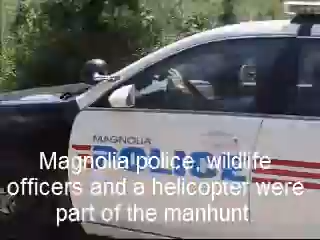 MAGNOLIA
POLICE
Magnolia police, wildlife
officers and a helicopter were
part of the manhunt